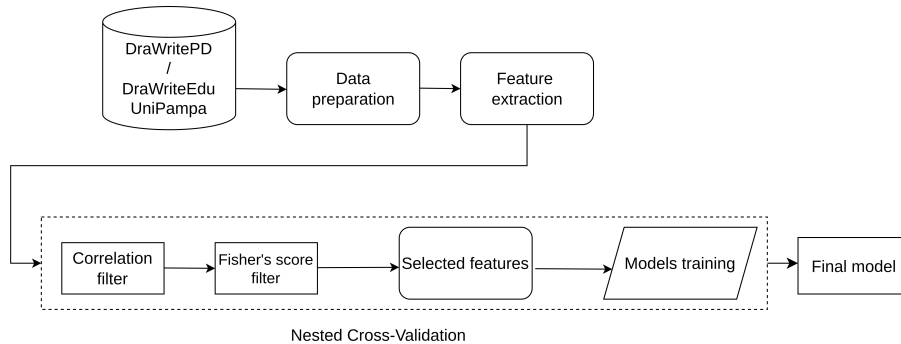 DraWritePD
/
DraWriteEdu
UniPampa
Data
preparation
Feature
extraction
Correlation
filter
Fisher's score
filter
Selected features
Models training
Final model
Nested Cross-Validation